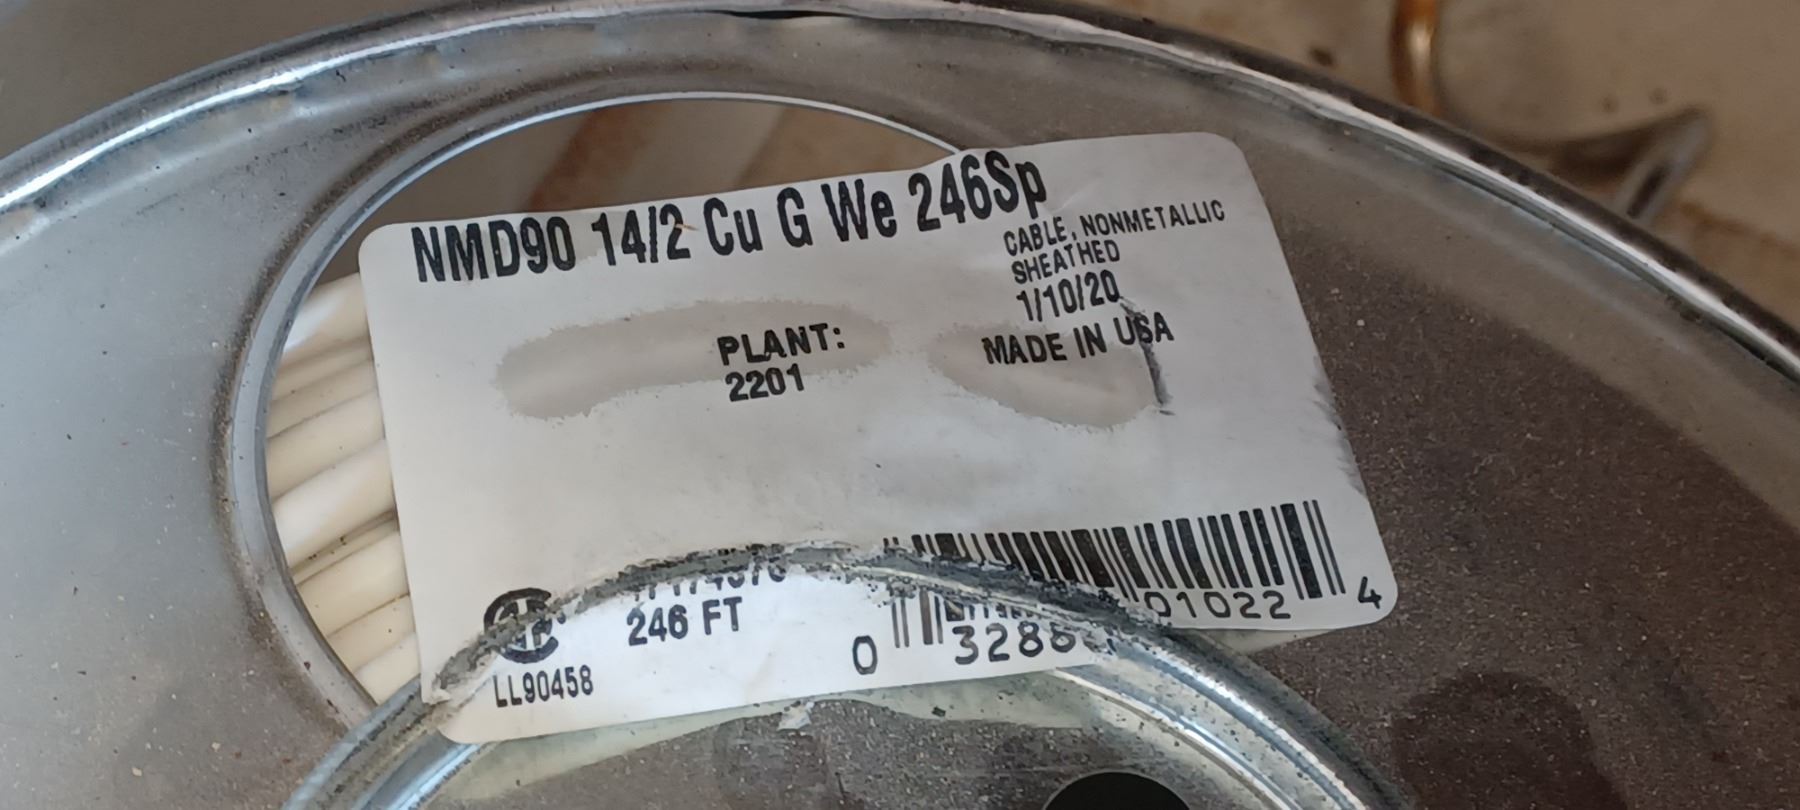 NMD90 14/2 Cu G We 246Sp
CABLE, NONMETALLIC
SHEATHED
1/10/20
PLANT:
2201
MADE IN USA
246 FT
LL90458
0
01022
4